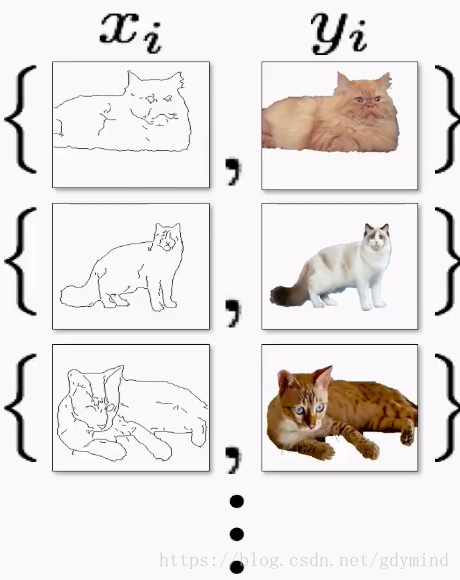 x_i y_i
{ , }
{ , }
{ , }
https://blog.csdn.net/gdymind